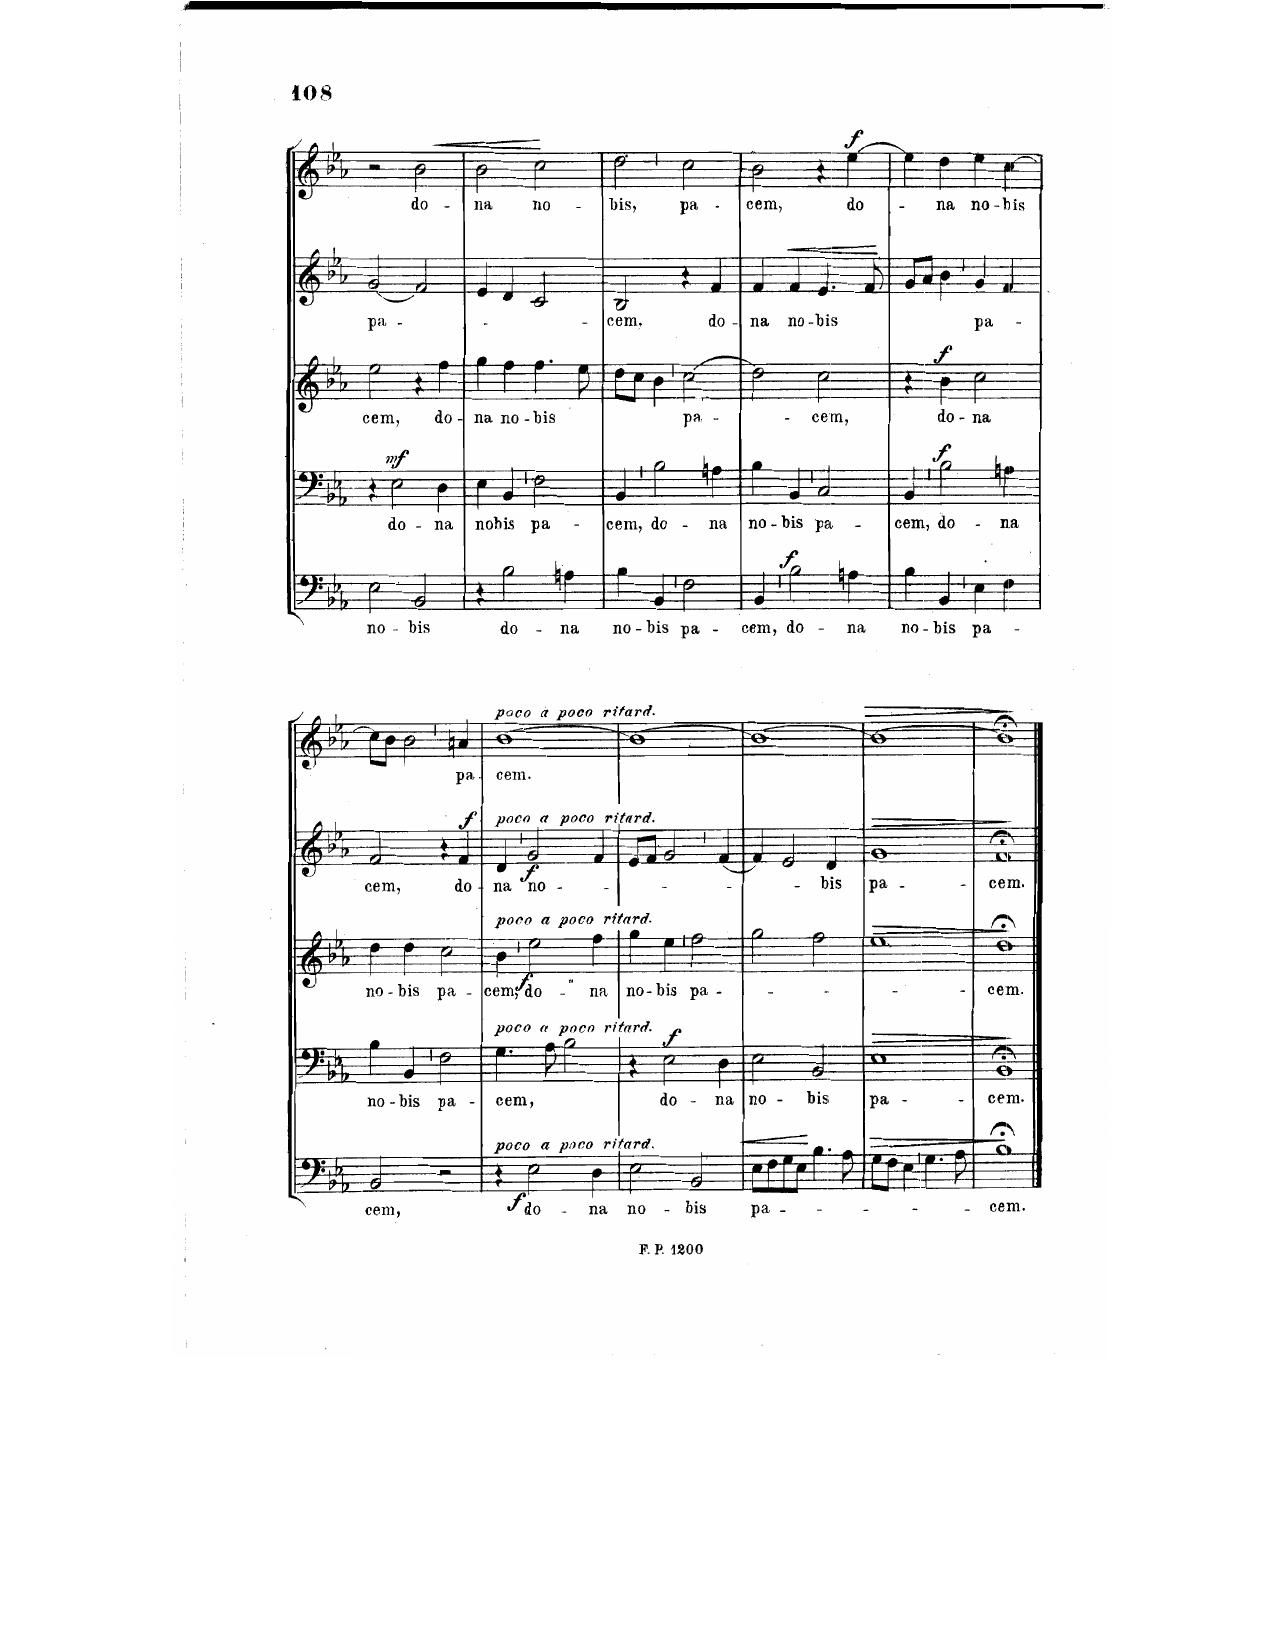 108
f
do - na no - bis, pa - cem, do - na no - bis
pa - - - cem, do - na no - bis pa -
f
cem, do - na no - bis pa - - cem, do - na
mf f
do - na nobis pa - cem, do - na no - bis pa - cem, do - na
f
no - bis do - na no - bis pa - cem, do - na no - bis pa -
poco a poco ritard.
pa - cem.
f poco a poco ritard.
f
cem, do - na no - - - - bis pa - - cem.
poco a poco ritard.
f
no - bis pa - cem, do - na no - bis pa - - - - - cem.
poco a poco ritard. f
no - bis pa - cem, do - na no - bis pa - - cem.
poco a poco ritard.
f
cem, do - na no - bis pa - - - - - - cem.
F. P. 1200